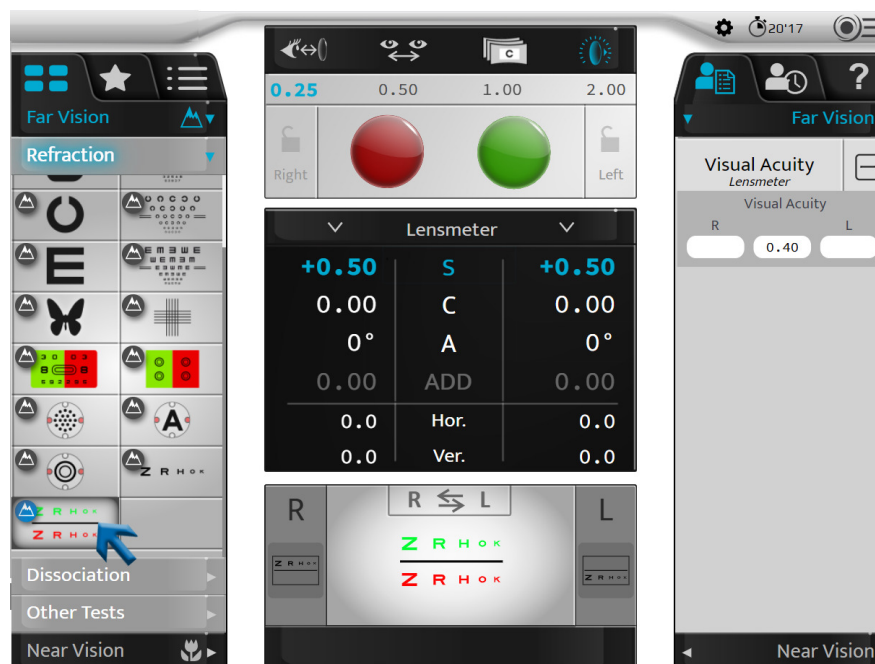 20'17
C
0.25 0.50 1.00 2.00
Far Vision
Far Vision
Refraction
Right
Left
?
Visual Acuity
Lensmeter
Visual Acuity
R L
0.40
Lensmeter
+0.50 S +0.50
0.00 C 0.00
0° A 0°
0.00 ADD 0.00
0.0 Hor. 0.0
0.0 Ver. 0.0
E
E M Ǝ W E
A
Z R H O K
Z R H O K
Z R H O K
R
R L
L
Z R H O K
Z R H O K
Z R H O K
Z R H O K
Dissociation
Other Tests
Near Vision
Near Vision